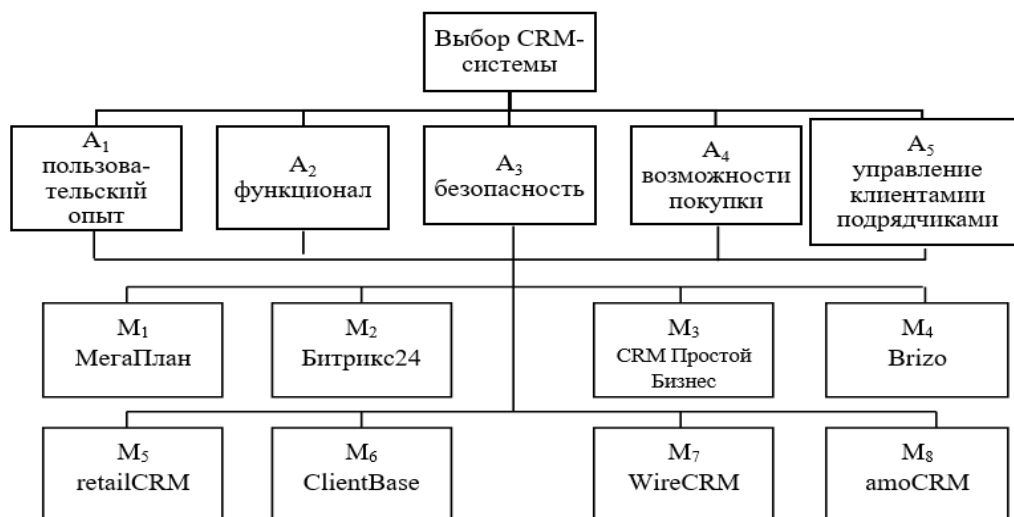 Выбор CRM-
системы
A₁
пользова-
тельский
опыт
A₂
функционал
A₃
безопасность
A₄
возможности
покупки
A₅
управление
клиентамии
подрядчиками
M₁
МегаПлан
M₂
Битрикс24
M₃
CRM Простой
Бизнес
M₄
Brizo
M₅
retailCRM
M₆
ClientBase
M₇
WireCRM
M₈
amoCRM